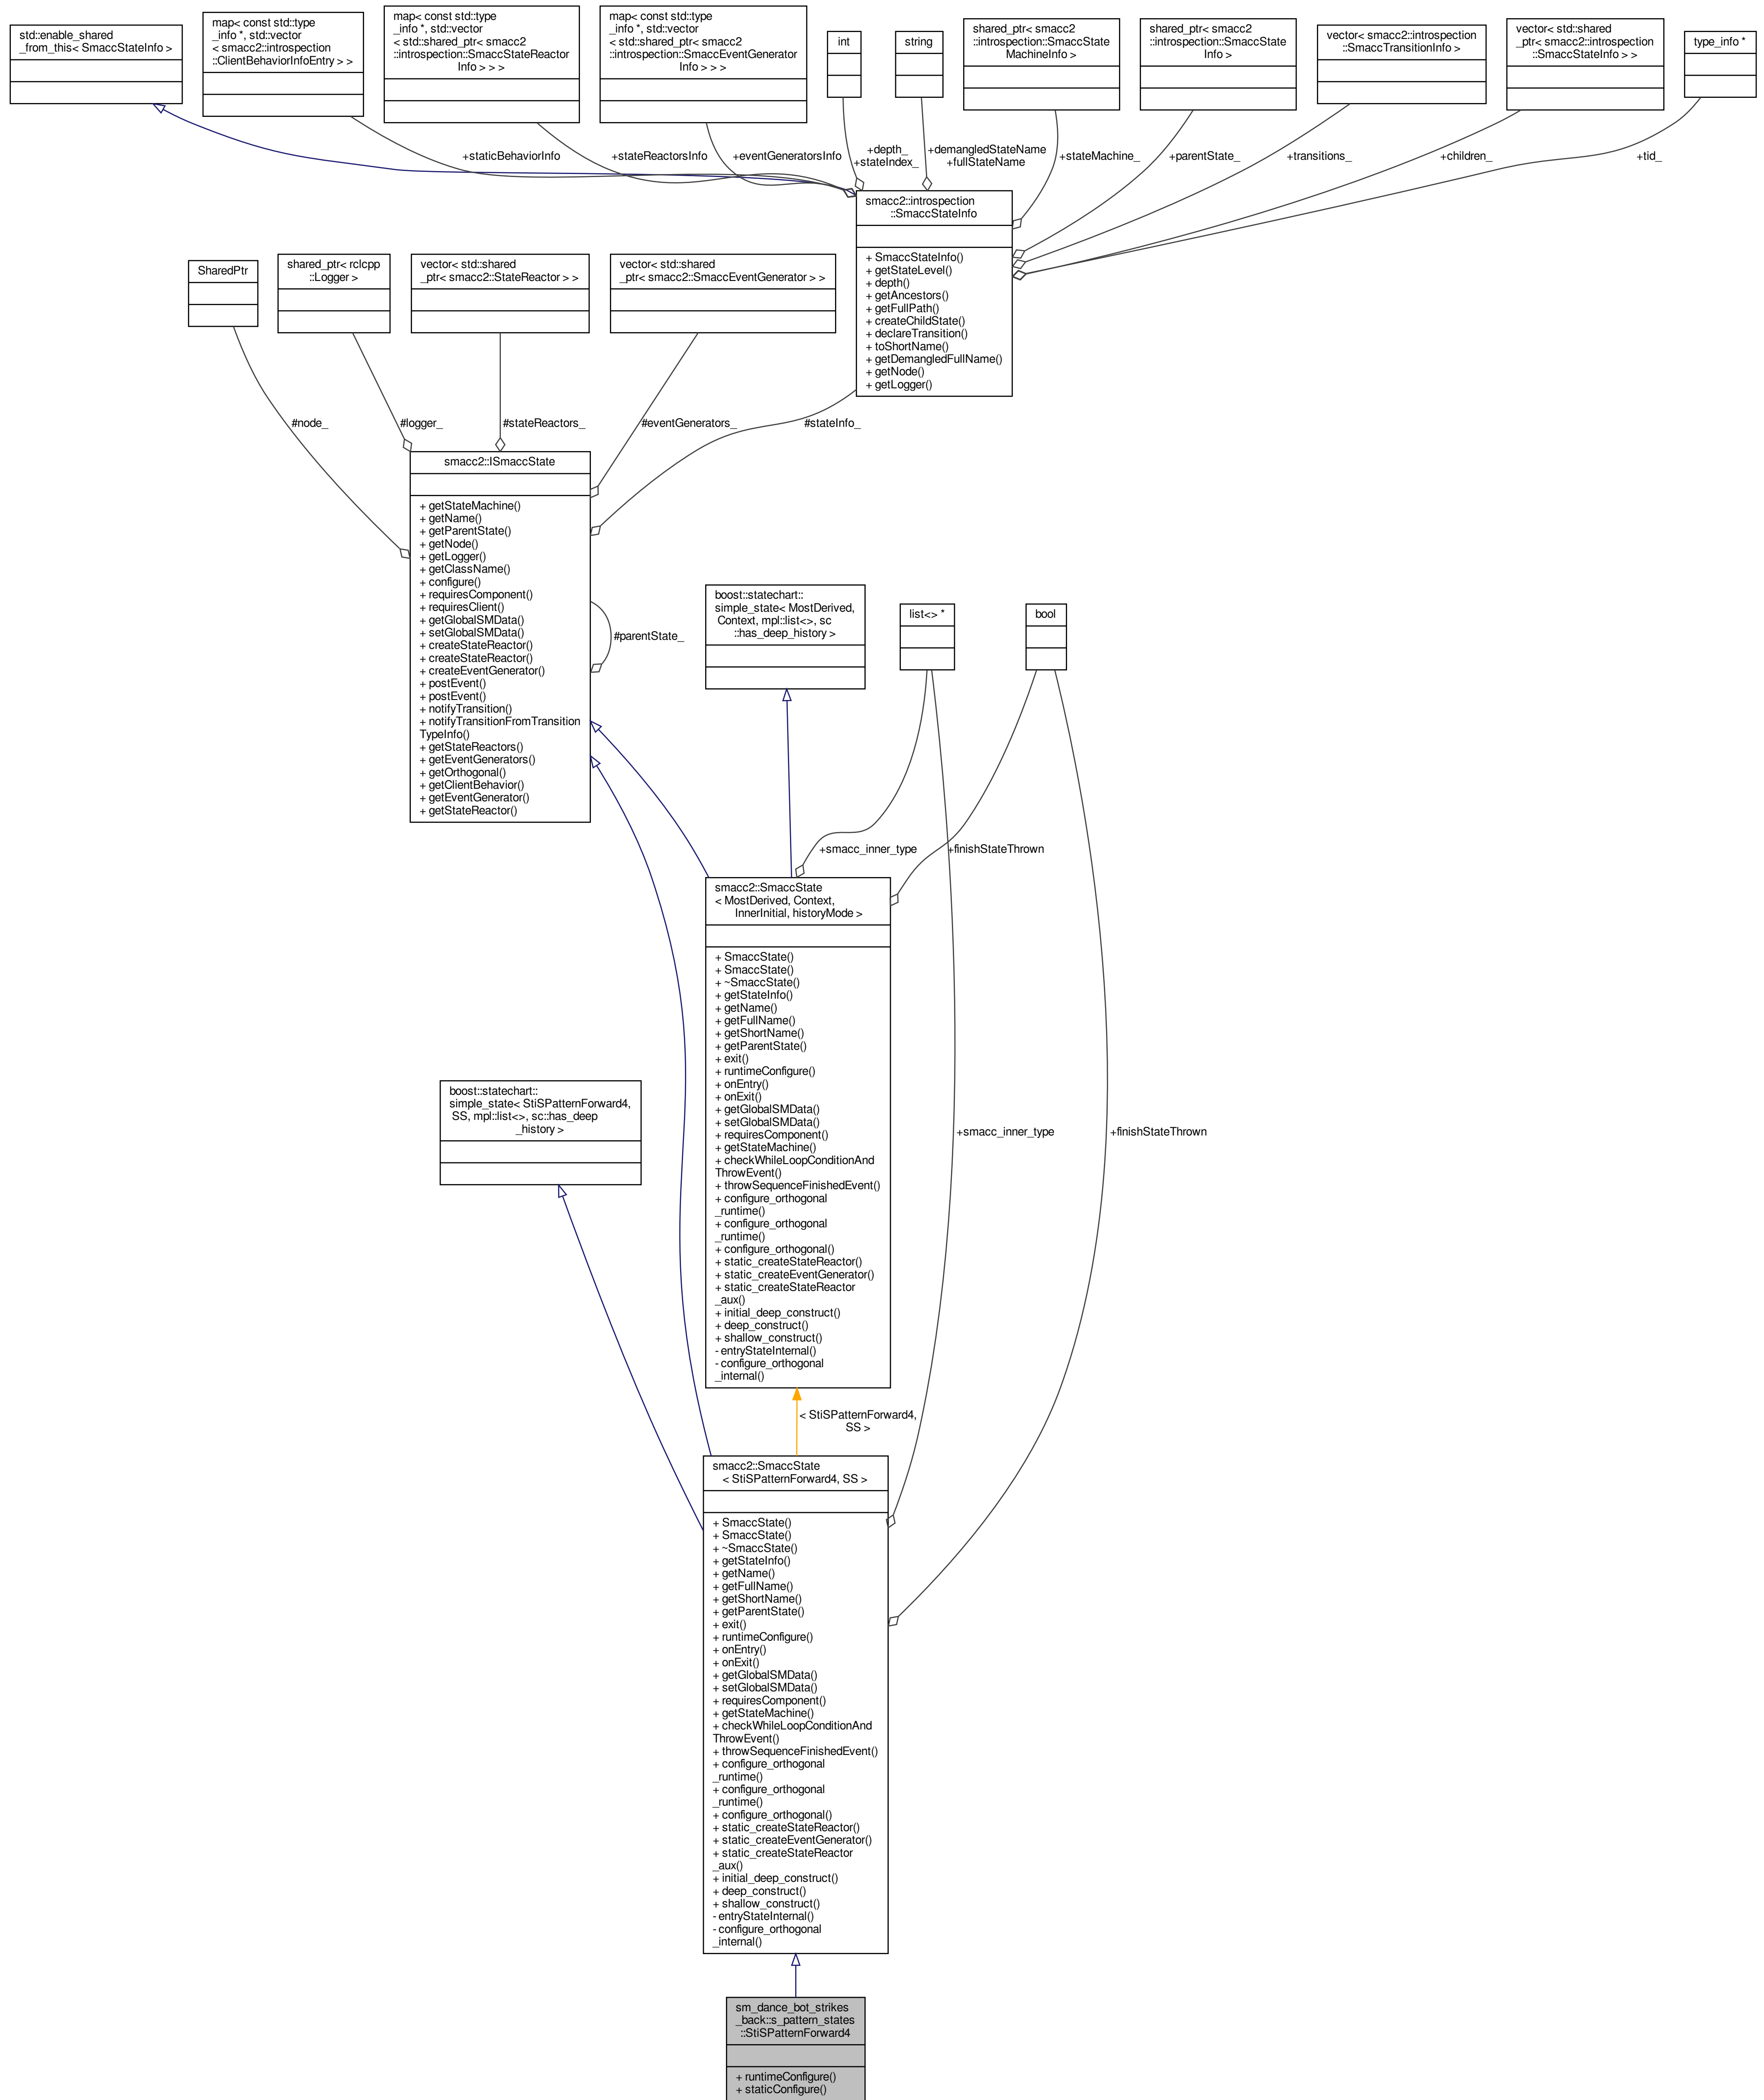 std::enable_shared
_from_this< SmaccStateInfo >
map< const std::type
_info *, std::vector
< smacc2::introspection
::ClientBehaviorInfoEntry > >
map< const std::type
_info *, std::vector
< std::shared_ptr< smacc2
::introspection::SmaccStateReactor
Info > > >
map< const std::type
_info *, std::vector
< std::shared_ptr< smacc2
::introspection::SmaccEventGenerator
Info > > >
int
string
shared_ptr< smacc2
::introspection::SmaccState
MachineInfo >
shared_ptr< smacc2
::introspection::SmaccState
Info >
vector< smacc2::introspection
::SmaccTransitionInfo >
vector< std::shared
_ptr< smacc2::introspection
::SmaccStateInfo > >
type_info *
+staticBehaviorInfo
+stateReactorsInfo
+eventGeneratorsInfo
+depth_
+stateIndex_
+demangledStateName
+fullStateName
+stateMachine_
+parentState_
+transitions_
+children_
+tid_
smacc2::introspection
::SmaccStateInfo
+ SmaccStateInfo()
+ getStateLevel()
+ depth()
+ getAncestors()
+ getFullPath()
+ createChildState()
+ declareTransition()
+ toShortName()
+ getDemangledFullName()
+ getNode()
+ getLogger()
SharedPtr
shared_ptr< rclcpp
::Logger >
vector< std::shared
_ptr< smacc2::StateReactor > >
vector< std::shared
_ptr< smacc2::SmaccEventGenerator > >
#node_
#logger_
#stateReactors_
#eventGenerators_
#stateInfo_
smacc2::ISmaccState
+ getStateMachine()
+ getName()
+ getParentState()
+ getNode()
+ getLogger()
+ getClassName()
+ configure()
+ requiresComponent()
+ requiresClient()
+ getGlobalSMData()
+ setGlobalSMData()
+ createStateReactor()
+ createStateReactor()
+ createEventGenerator()
+ postEvent()
+ postEvent()
+ notifyTransition()
+ notifyTransitionFromTransition
TypeInfo()
+ getStateReactors()
+ getEventGenerators()
+ getOrthogonal()
+ getClientBehavior()
+ getEventGenerator()
+ getStateReactor()
#parentState_
boost::statechart::
simple_state< MostDerived,
Context, mpl::list<>, sc
::has_deep_history >
list<> *
bool
+smacc_inner_type
+finishStateThrown
smacc2::SmaccState
< MostDerived, Context,
InnerInitial, historyMode >
+ SmaccState()
+ SmaccState()
+ ~SmaccState()
+ getStateInfo()
+ getName()
+ getFullName()
+ getShortName()
+ getParentState()
+ exit()
+ runtimeConfigure()
+ onEntry()
+ onExit()
+ getGlobalSMData()
+ setGlobalSMData()
+ requiresComponent()
+ getStateMachine()
+ checkWhileLoopConditionAnd
ThrowEvent()
+ throwSequenceFinishedEvent()
+ configure_orthogonal
_runtime()
+ configure_orthogonal
_runtime()
+ configure_orthogonal()
+ static_createStateReactor()
+ static_createEventGenerator()
+ static_createStateReactor
_aux()
+ initial_deep_construct()
+ deep_construct()
+ shallow_construct()
- entryStateInternal()
- configure_orthogonal
_internal()
boost::statechart::
simple_state< StiSPatternForward4,
SS, mpl::list<>, sc::has_deep
_history >
+smacc_inner_type
+finishStateThrown
< StiSPatternForward4,
SS >
smacc2::SmaccState
< StiSPatternForward4, SS >
+ SmaccState()
+ SmaccState()
+ ~SmaccState()
+ getStateInfo()
+ getName()
+ getFullName()
+ getShortName()
+ getParentState()
+ exit()
+ runtimeConfigure()
+ onEntry()
+ onExit()
+ getGlobalSMData()
+ setGlobalSMData()
+ requiresComponent()
+ getStateMachine()
+ checkWhileLoopConditionAnd
ThrowEvent()
+ throwSequenceFinishedEvent()
+ configure_orthogonal
_runtime()
+ configure_orthogonal
_runtime()
+ configure_orthogonal()
+ static_createStateReactor()
+ static_createEventGenerator()
+ static_createStateReactor
_aux()
+ initial_deep_construct()
+ deep_construct()
+ shallow_construct()
- entryStateInternal()
- configure_orthogonal
_internal()
sm_dance_bot_strikes
_back::s_pattern_states
::StiSPatternForward4
+ runtimeConfigure()
+ staticConfigure()